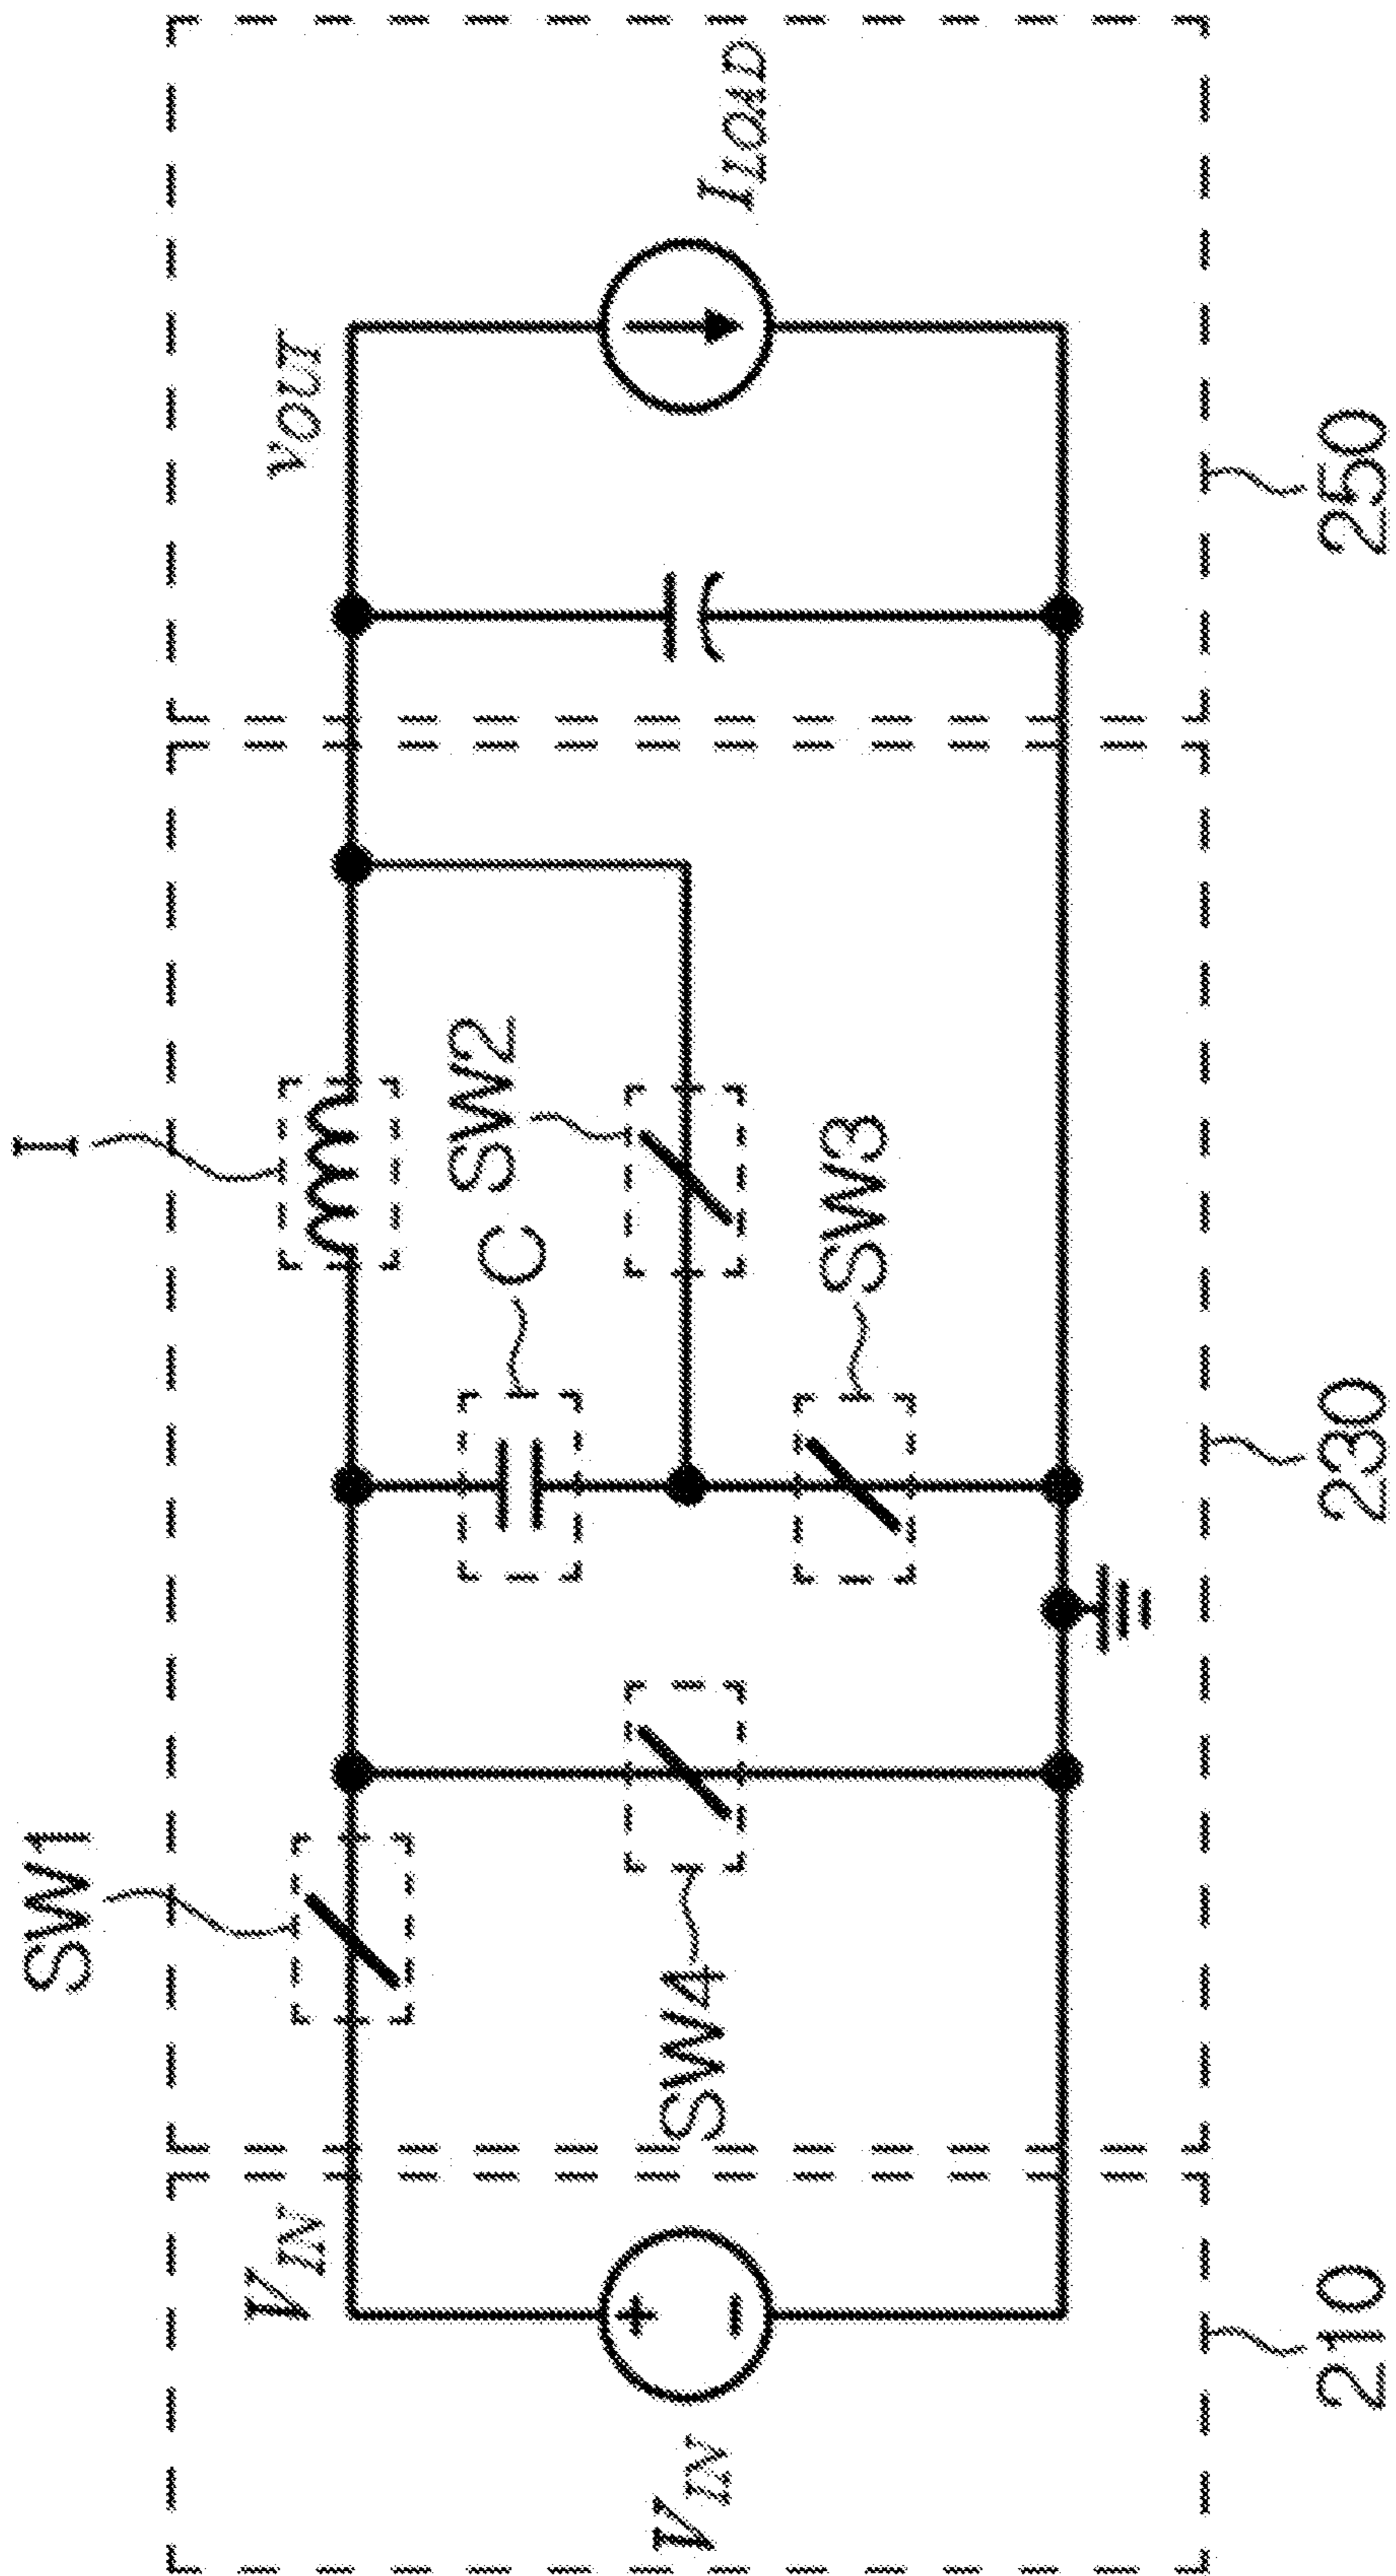 SW1
I
V_IN
v_OUT
C
SW2
V_IN
+
-
SW4
SW3
I_LOAD
210
230
250